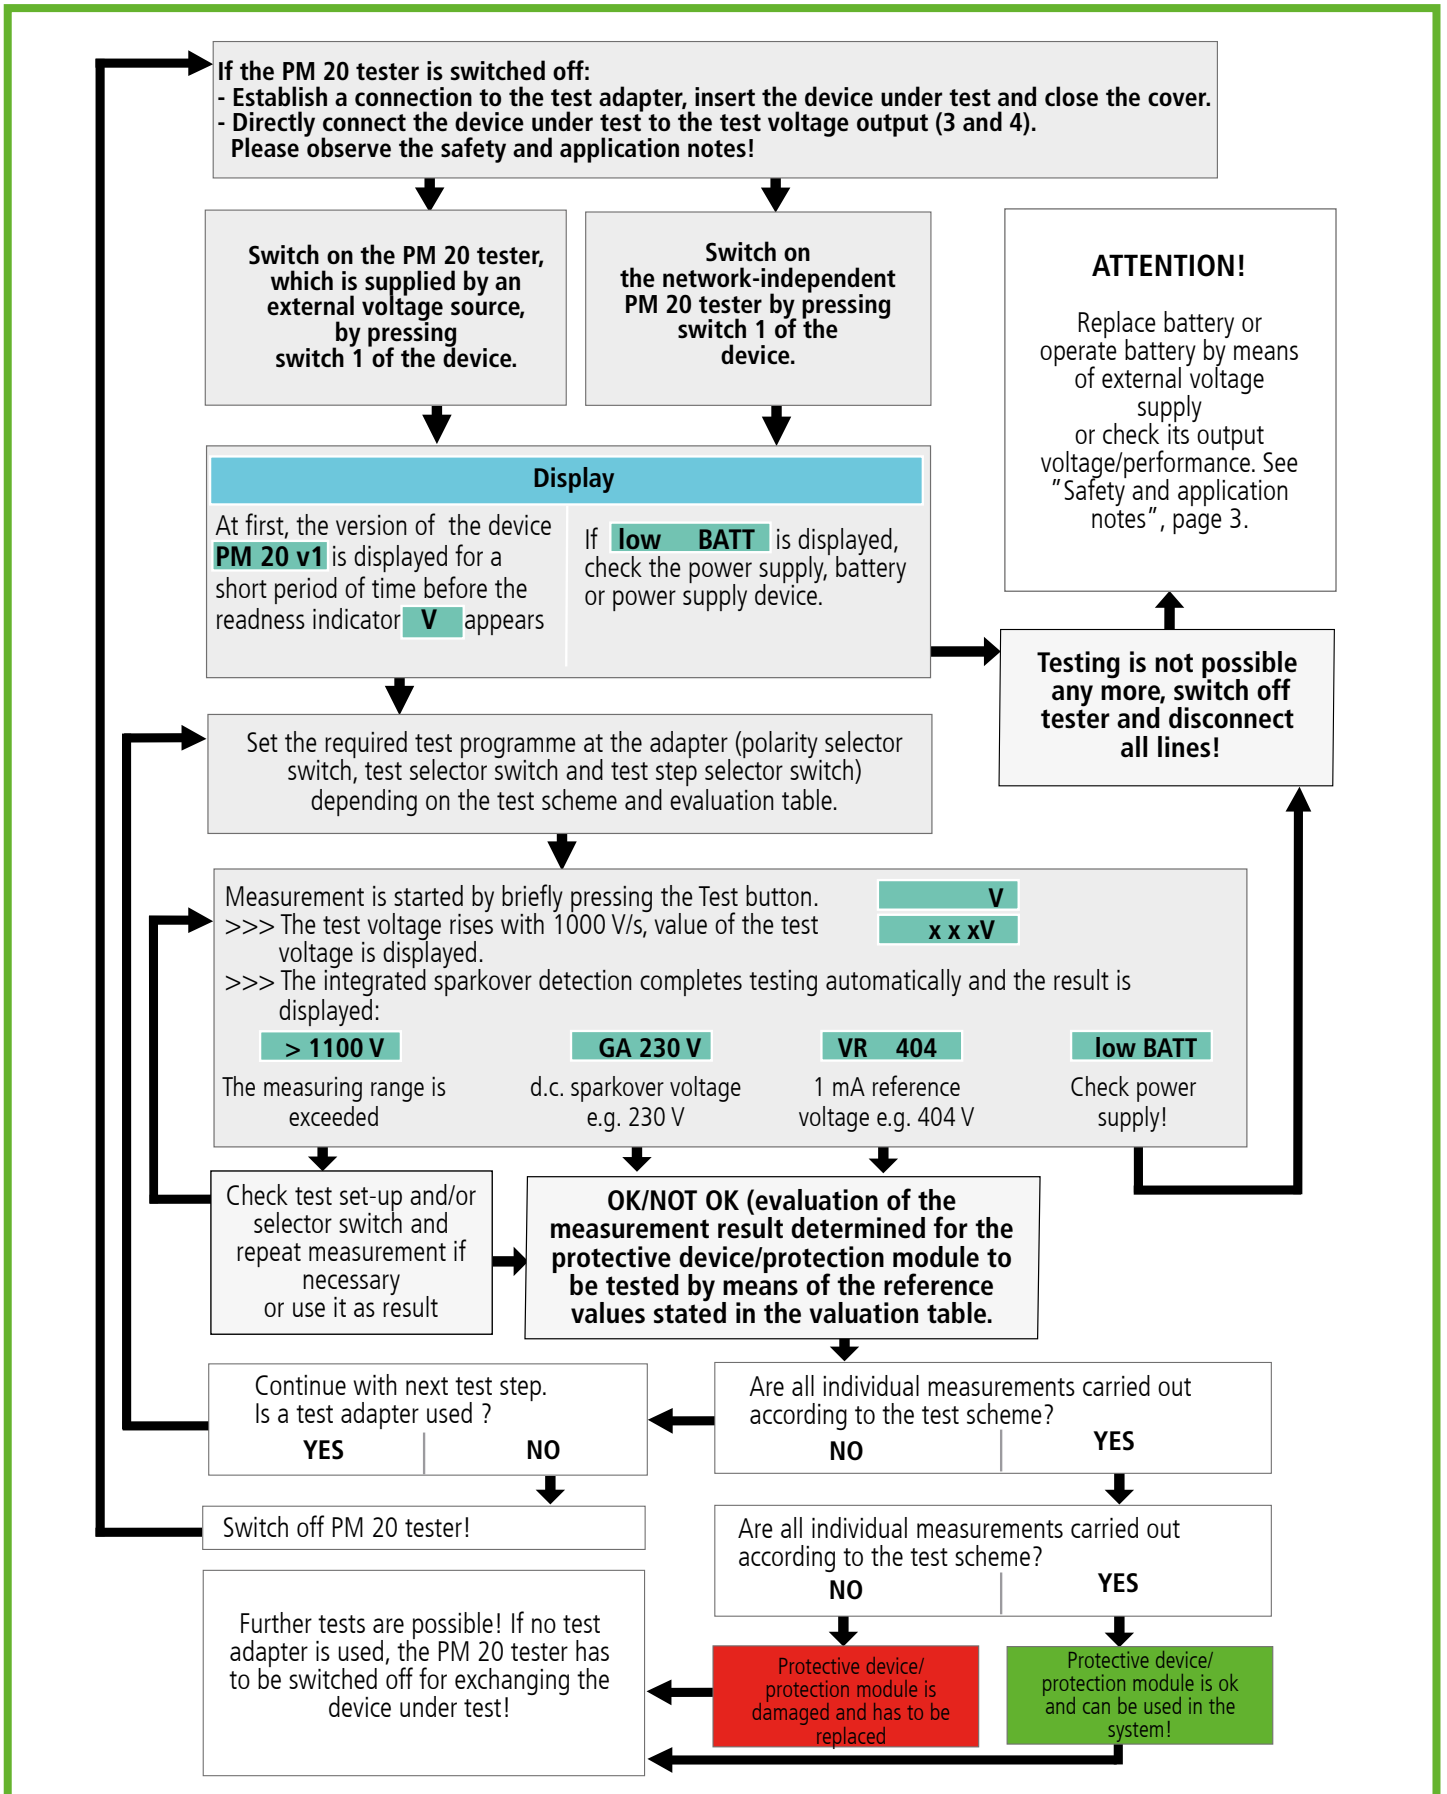 If the PM 20 tester is switched off:
- Establish a connection to the test adapter, insert the device under test and close the cover.
- Directly connect the device under test to the test voltage output (3 and 4).
Please observe the safety and application notes!
Switch on the PM 20 tester,
which is supplied by an
external voltage source,
by pressing
switch 1 of the device.
Switch on
the network-independent
PM 20 tester by pressing
switch 1 of the
device.
ATTENTION!
Replace battery or
operate battery by means
of external voltage
supply
or check its output
voltage/performance. See
"Safety and application
notes", page 3.
Display
At first, the version of the device
PM 20 v1 is displayed for a
short period of time before the
readness indicator V appears
If low BATT is displayed,
check the power supply, battery
or power supply device.
Testing is not possible
any more, switch off
tester and disconnect
all lines!
Set the required test programme at the adapter (polarity selector
switch, test selector switch and test step selector switch)
depending on the test scheme and evaluation table.
Measurement is started by briefly pressing the Test button.
V
>>> The test voltage rises with 1000 V/s, value of the test
voltage is displayed.
x x xV
>>> The integrated sparkover detection completes testing automatically and the result is
displayed:
> 1100 V
The measuring range is
exceeded
GA 230 V
d.c. sparkover voltage
e.g. 230 V
VR 404
1 mA reference
voltage e.g. 404 V
low BATT
Check power
supply!
Check test set-up and/or
selector switch and
repeat measurement if
necessary
or use it as result
OK/NOT OK (evaluation of the
measurement result determined for the
protective device/protection module to
be tested by means of the reference
values stated in the valuation table.
Continue with next test step.
Is a test adapter used ?
YES NO
Are all individual measurements carried out
according to the test scheme?
NO YES
Switch off PM 20 tester!
Are all individual measurements carried out
according to the test scheme?
NO YES
Further tests are possible! If no test
adapter is used, the PM 20 tester has
to be switched off for exchanging the
device under test!
Protective device/
protection module is
damaged and has to be
replaced
Protective device/
protection module is ok
and can be used in the
system!